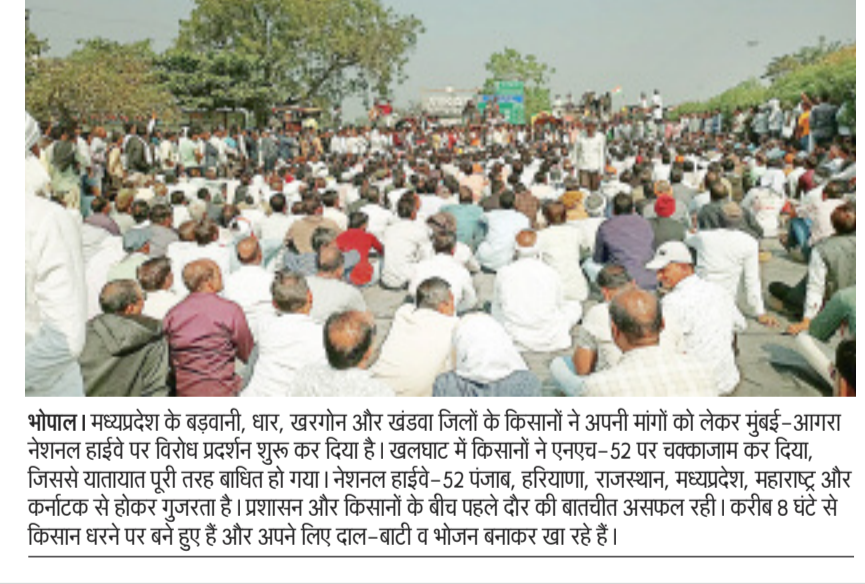 भोपाल। मध्यप्रदेश के बड़वानी, धार, खरगोन और खंडवा जिलों के किसानों ने अपनी मांगों को लेकर मुंबई-आगरा
नेशनल हाईवे पर विरोध प्रदर्शन शुरू कर दिया है। खलघाट में किसानों ने एनएच-52 पर चक्काजाम कर दिया,
जिससे यातायात पूरी तरह बाधित हो गया। नेशनल हाईवे-52 पंजाब, हरियाणा, राजस्थान, मध्यप्रदेश, महाराष्ट्र और
कर्नाटक से होकर गुजरता है। प्रशासन और किसानों के बीच पहले दौर की बातचीत असफल रही। करीब 8 घंटे से
किसान धरने पर बने हुए हैं और अपने लिए दाल-बाटी व भोजन बनाकर खा रहे हैं।